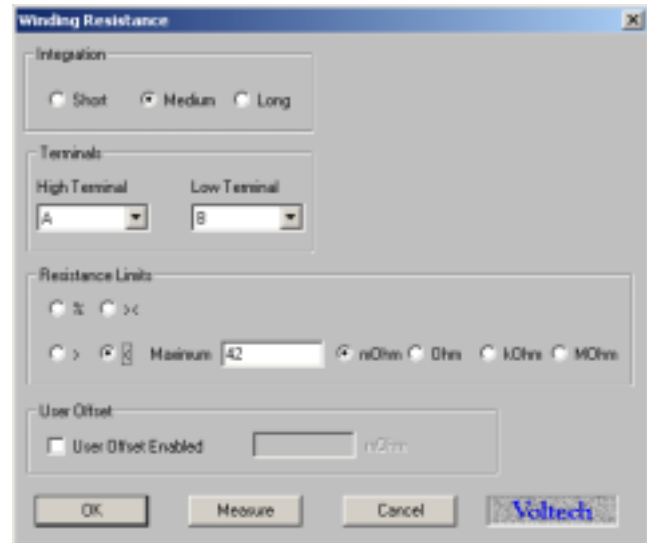 Winding Resistance
Integration
Short Medium Long
Terminals
High Terminal Low Terminal
A B
Resistance Limits
% ><
> < Maximum 42 mOhm Ohm kOhm MOhm
User Offset
User Offset Enabled mOhm
OK Measure Cancel Voltech